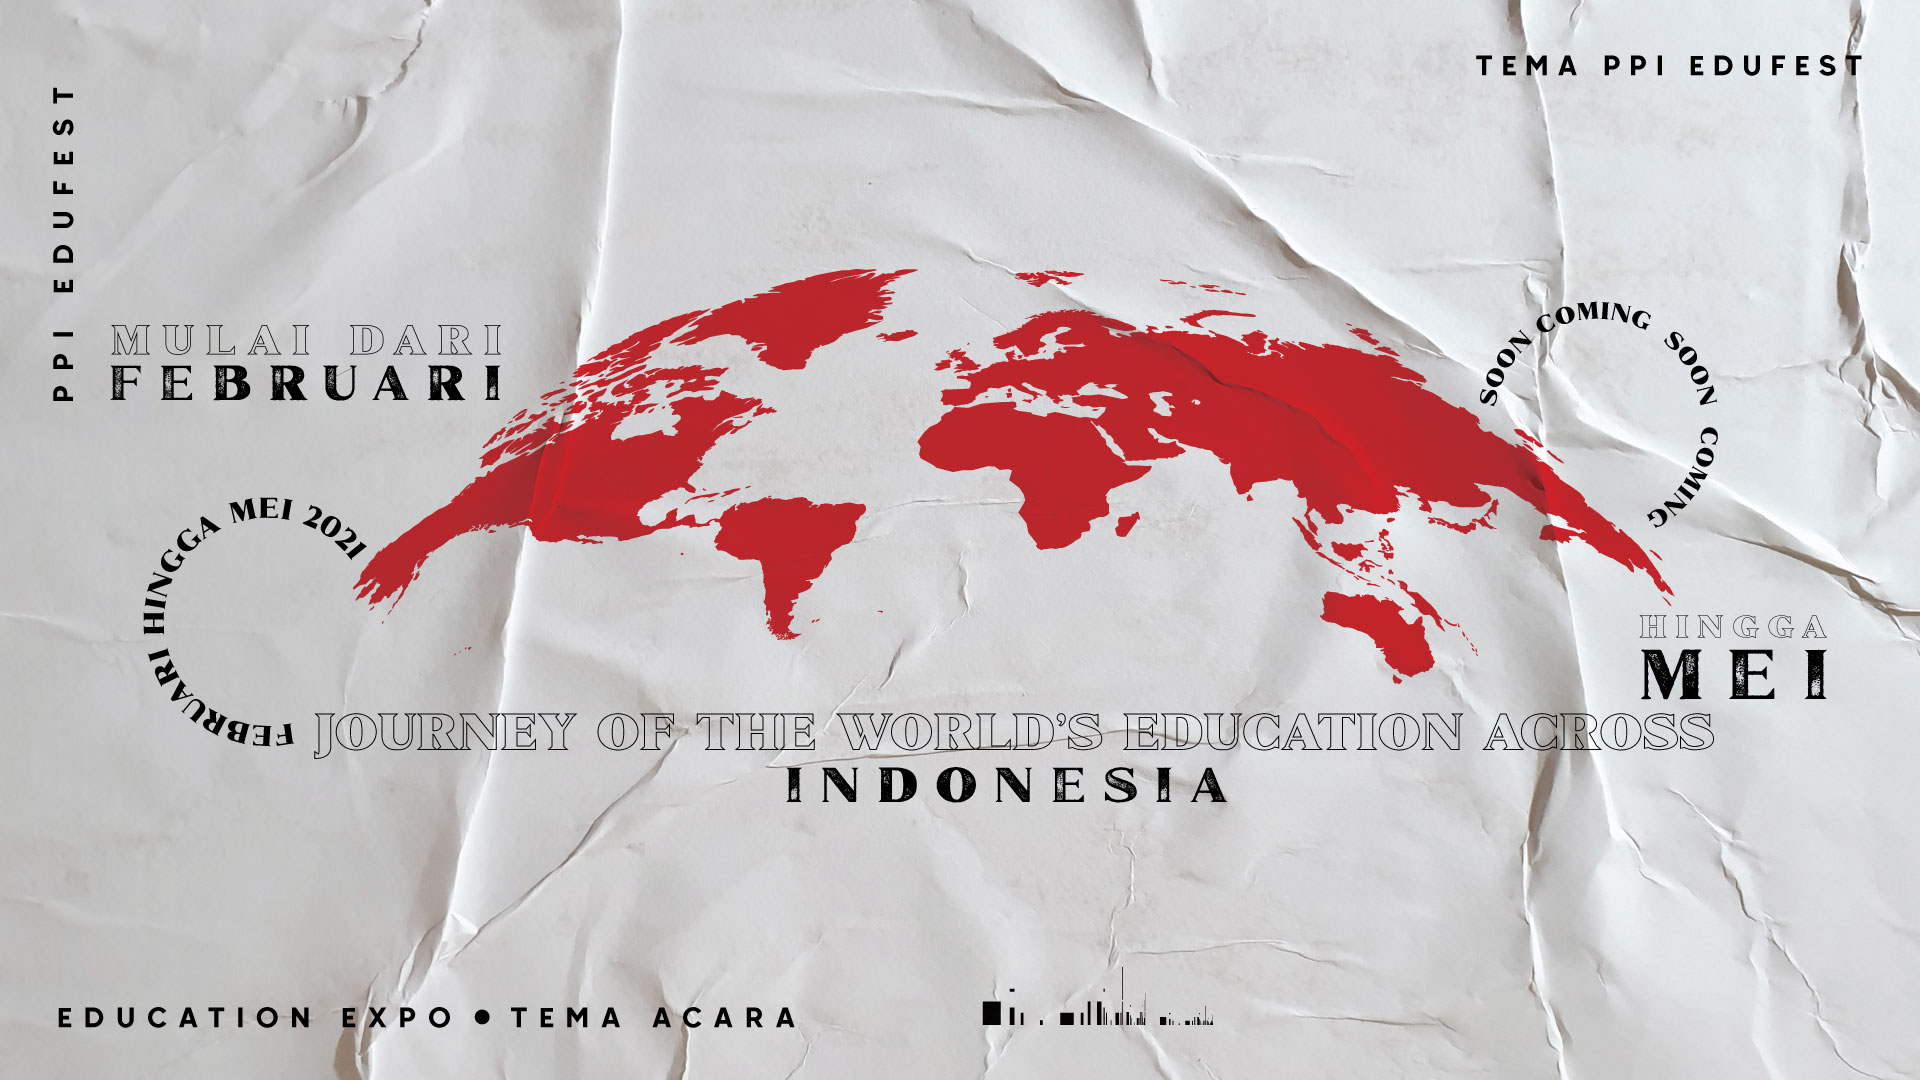 TEMA PPI EDUFEST
PPI EDUFEST
MULAI DARI
FEBRUARI
SOON COMING SOON COMING
FEBRUARI HINGGA MEI 2021
HINGGA
MEI
JOURNEY OF THE WORLD'S EDUCATION ACROSS
INDONESIA
EDUCATION EXPO • TEMA ACARA